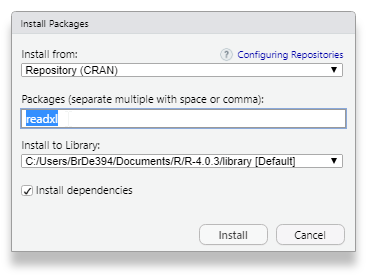 Install Packages
Install from:
? Configuring Repositories
Repository (CRAN)
Packages (separate multiple with space or comma):
readxl
Install to Library:
C:/Users/BrDe394/Documents/R/R-4.0.3/library [Default]
Install dependencies
Install
Cancel